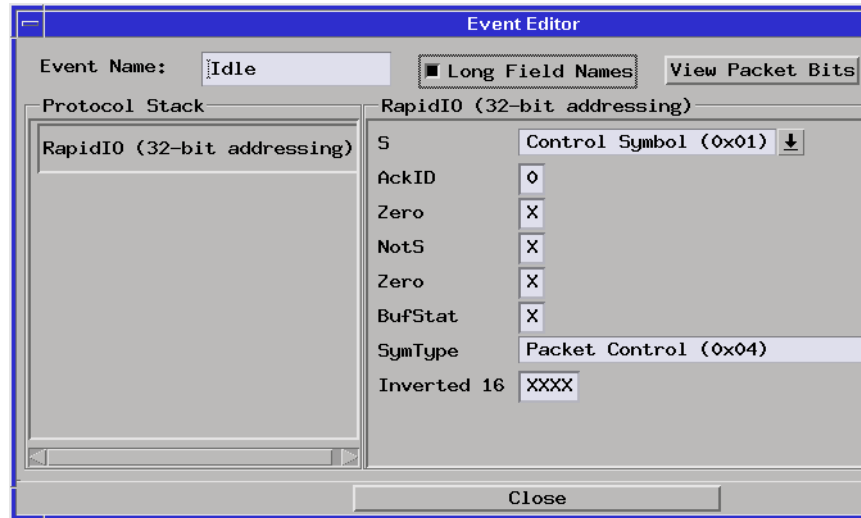 Event Editor
Event Name: Idle Long Field Names View Packet Bits
Protocol Stack
RapidIO (32-bit addressing)
RapidIO (32-bit addressing)
S Control Symbol (0x01)
AckID 0
Zero X
NotS X
Zero X
BufStat X
SymType Packet Control (0x04)
Inverted 16 XXXX
Close